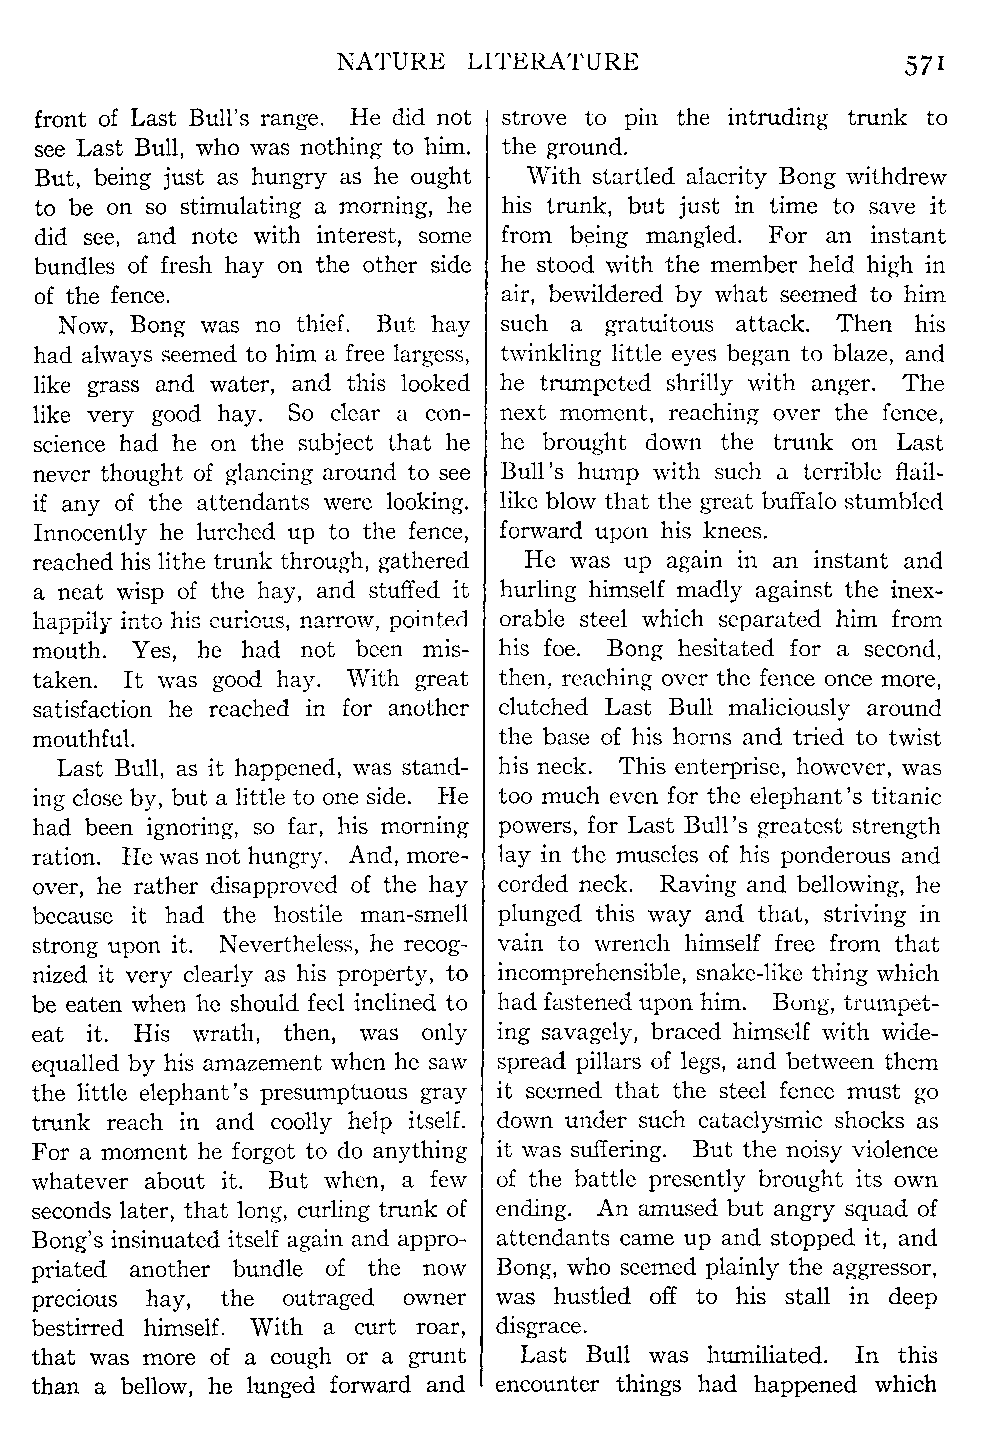 NATURE LITERATURE 571
front of Last Bull's range. He did not
see Last Bull, who was nothing to him.
But, being just as hungry as he ought
to be on so stimulating a morning, he
did see, and note with interest, some
bundles of fresh hay on the other side
of the fence.
Now, Bong was no thief. But hay
had always seemed to him a free largess,
like grass and water, and this looked
like very good hay. So clear a con-
science had he on the subject that he
never thought of glancing around to see
if any of the attendants were looking.
Innocently he lurched up to the fence,
reached his lithe trunk through, gathered
a neat wisp of the hay, and stuffed it
happily into his curious, narrow, pointed
mouth. Yes, he had not been mis-
taken. It was good hay. With great
satisfaction he reached in for another
mouthful.
Last Bull, as it happened, was stand-
ing close by, but a little to one side. He
had been ignoring, so far, his morning
ration. He was not hungry. And, more-
over, he rather disapproved of the hay
because it had the hostile man-smell
strong upon it. Nevertheless, he recog-
nized it very clearly as his property, to
be eaten when he should feel inclined to
eat it. His wrath, then, was only
equalled by his amazement when he saw
the little elephant's presumptuous gray
trunk reach in and coolly help itself.
For a moment he forgot to do anything
whatever about it. But when, a few
seconds later, that long, curling trunk of
Bong's insinuated itself again and appro-
priated another bundle of the now
precious hay, the outraged owner
bestirred himself. With a curt roar,
that was more of a cough or a grunt
than a bellow, he lunged forward and
strove to pin the intruding trunk to
the ground.
With startled alacrity Bong withdrew
his trunk, but just in time to save it
from being mangled. For an instant
he stood with the member held high in
air, bewildered by what seemed to him
such a gratuitous attack. Then his
twinkling little eyes began to blaze, and
he trumpeted shrilly with anger. The
next moment, reaching over the fence,
he brought down the trunk on Last
Bull's hump with such a terrible flail-
like blow that the great buffalo stumbled
forward upon his knees.
He was up again in an instant and
hurling himself madly against the inex-
orable steel which separated him from
his foe. Bong hesitated for a second,
then, reaching over the fence once more,
clutched Last Bull maliciously around
the base of his horns and tried to twist
his neck. This enterprise, however, was
too much even for the elephant's titanic
powers, for Last Bull's greatest strength
lay in the muscles of his ponderous and
corded neck. Raving and bellowing, he
plunged this way and that, striving in
vain to wrench himself free from that
incomprehensible, snake-like thing which
had fastened upon him. Bong, trumpet-
ing savagely, braced himself with wide-
spread pillars of legs, and between them
it seemed that the steel fence must go
down under such cataclysmic shocks as
it was suffering. But the noisy violence
of the battle presently brought its own
ending. An amused but angry squad of
attendants came up and stopped it, and
Bong, who seemed plainly the aggressor,
was hustled off to his stall in deep
disgrace.
Last Bull was humiliated. In this
encounter things had happened which